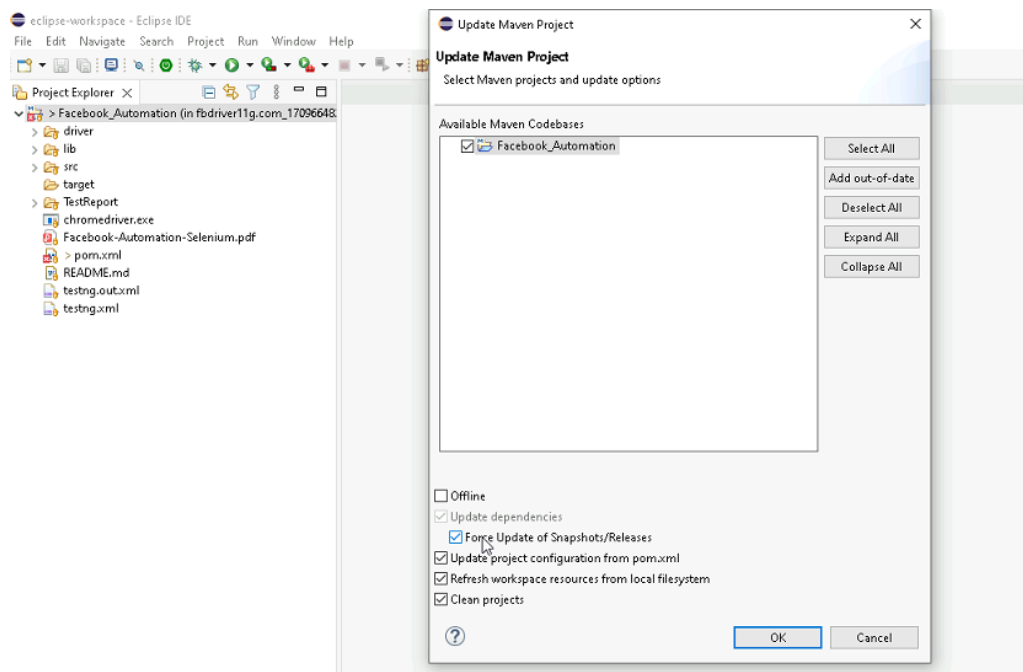 eclipse-workspace - Eclipse IDE
File Edit Navigate Search Project Run Window Help
Project Explorer
> Facebook_Automation (in fbdriver11g.com_17096648
driver
lib
src
target
TestReport
chromedriver.exe
Facebook-Automation-Selenium.pdf
> pom.xml
README.md
testng.out.xml
testng.xml
Update Maven Project
Update Maven Project
Select Maven projects and update options
Available Maven Codebases
Facebook_Automation
Select All
Add out-of-date
Deselect All
Expand All
Collapse All
Offline
Update dependencies
Force Update of Snapshots/Releases
Update project configuration from pom.xml
Refresh workspace resources from local filesystem
Clean projects
OK Cancel